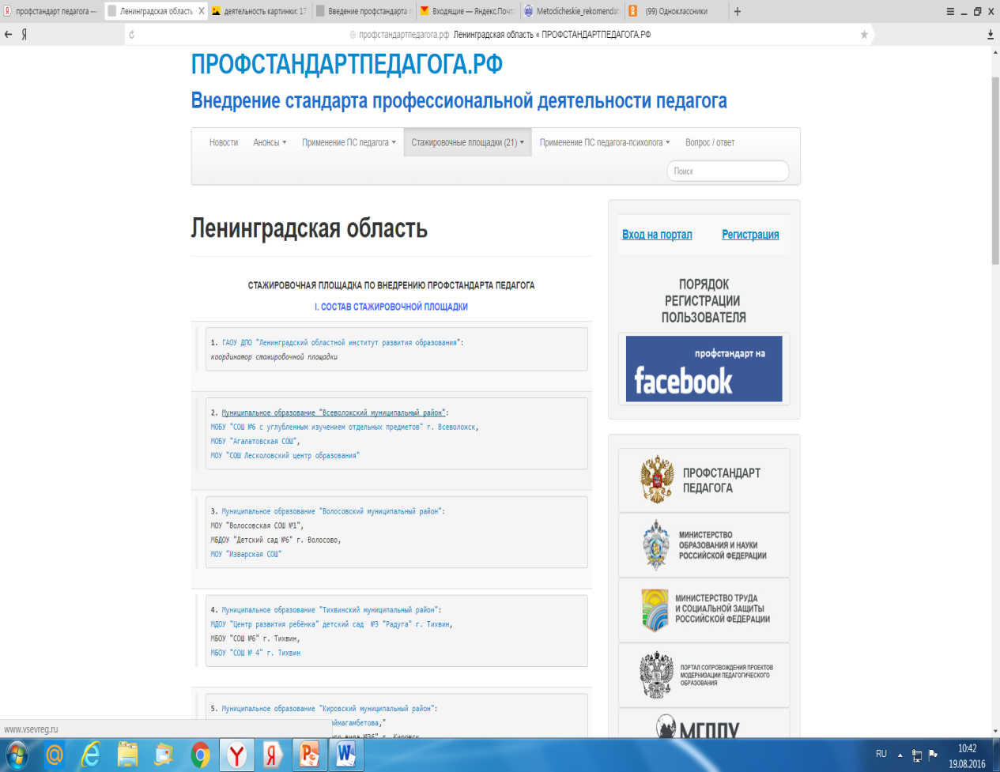 профстандарт педагога —
Ленинградская область
деятельность картинки: 17
Введение профстандарта п
Входящие — Яндекс.Почта
Metodicheskie_rekomendat
(99) Одноклассники
профстандартпедагога.рф Ленинградская область « ПРОФСТАНДАРТПЕДАГОГА.РФ
ПРОФСТАНДАРТПЕДАГОГА.РФ
Внедрение стандарта профессиональной деятельности педагога
Новости Анонсы Применение ПС педагога Стажировочные площадки (21) Применение ПС педагога-психолога Вопрос / ответ
Поиск
Ленинградская область
СТАЖИРОВОЧНАЯ ПЛОЩАДКА ПО ВНЕДРЕНИЮ ПРОФСТАНДАРТА ПЕДАГОГА
I. СОСТАВ СТАЖИРОВОЧНОЙ ПЛОЩАДКИ
1. ГАОУ ДПО "Ленинградский областной институт развития образования":
координатор стажировочной площадки
2. Муниципальное образование "Всеволожский муниципальный район":
МОБУ "СОШ №6 с углубленным изучением отдельных предметов" г. Всеволожск,
МОБУ "Агалатовская СОШ",
МОУ "СОШ Лесколовский центр образования"
3. Муниципальное образование "Волосовский муниципальный район":
МОУ "Волосовская СОШ №1",
МБДОУ "Детский сад №6" г. Волосово,
МОУ "Изварская СОШ"
4. Муниципальное образование "Тихвинский муниципальный район":
МДОУ "Центр развития ребёнка" детский сад №3 "Радуга" г. Тихвин,
МБОУ "СОШ №6" г. Тихвин,
МБОУ "СОШ № 4" г. Тихвин
5. Муниципальное образование "Кировский муниципальный район":
аймагамбетова,"
ого вида №36" г. Кировск
Вход на портал Регистрация
ПОРЯДОК
РЕГИСТРАЦИИ
ПОЛЬЗОВАТЕЛЯ
профстандарт на
facebook
ПРОФСТАНДАРТ
ПЕДАГОГА
МИНИСТЕРСТВО
ОБРАЗОВАНИЯ И НАУКИ
РОССИЙСКОЙ ФЕДЕРАЦИИ
МИНИСТЕРСТВО ТРУДА
И СОЦИАЛЬНОЙ ЗАЩИТЫ
РОССИЙСКОЙ ФЕДЕРАЦИИ
ПОРТАЛ СОПРОВОЖДЕНИЯ ПРОЕКТОВ
МОДЕРНИЗАЦИИ ПЕДАГОГИЧЕСКОГО
ОБРАЗОВАНИЯ
МГППУ
www.vsevreg.ru
RU
10:42
19.08.2016